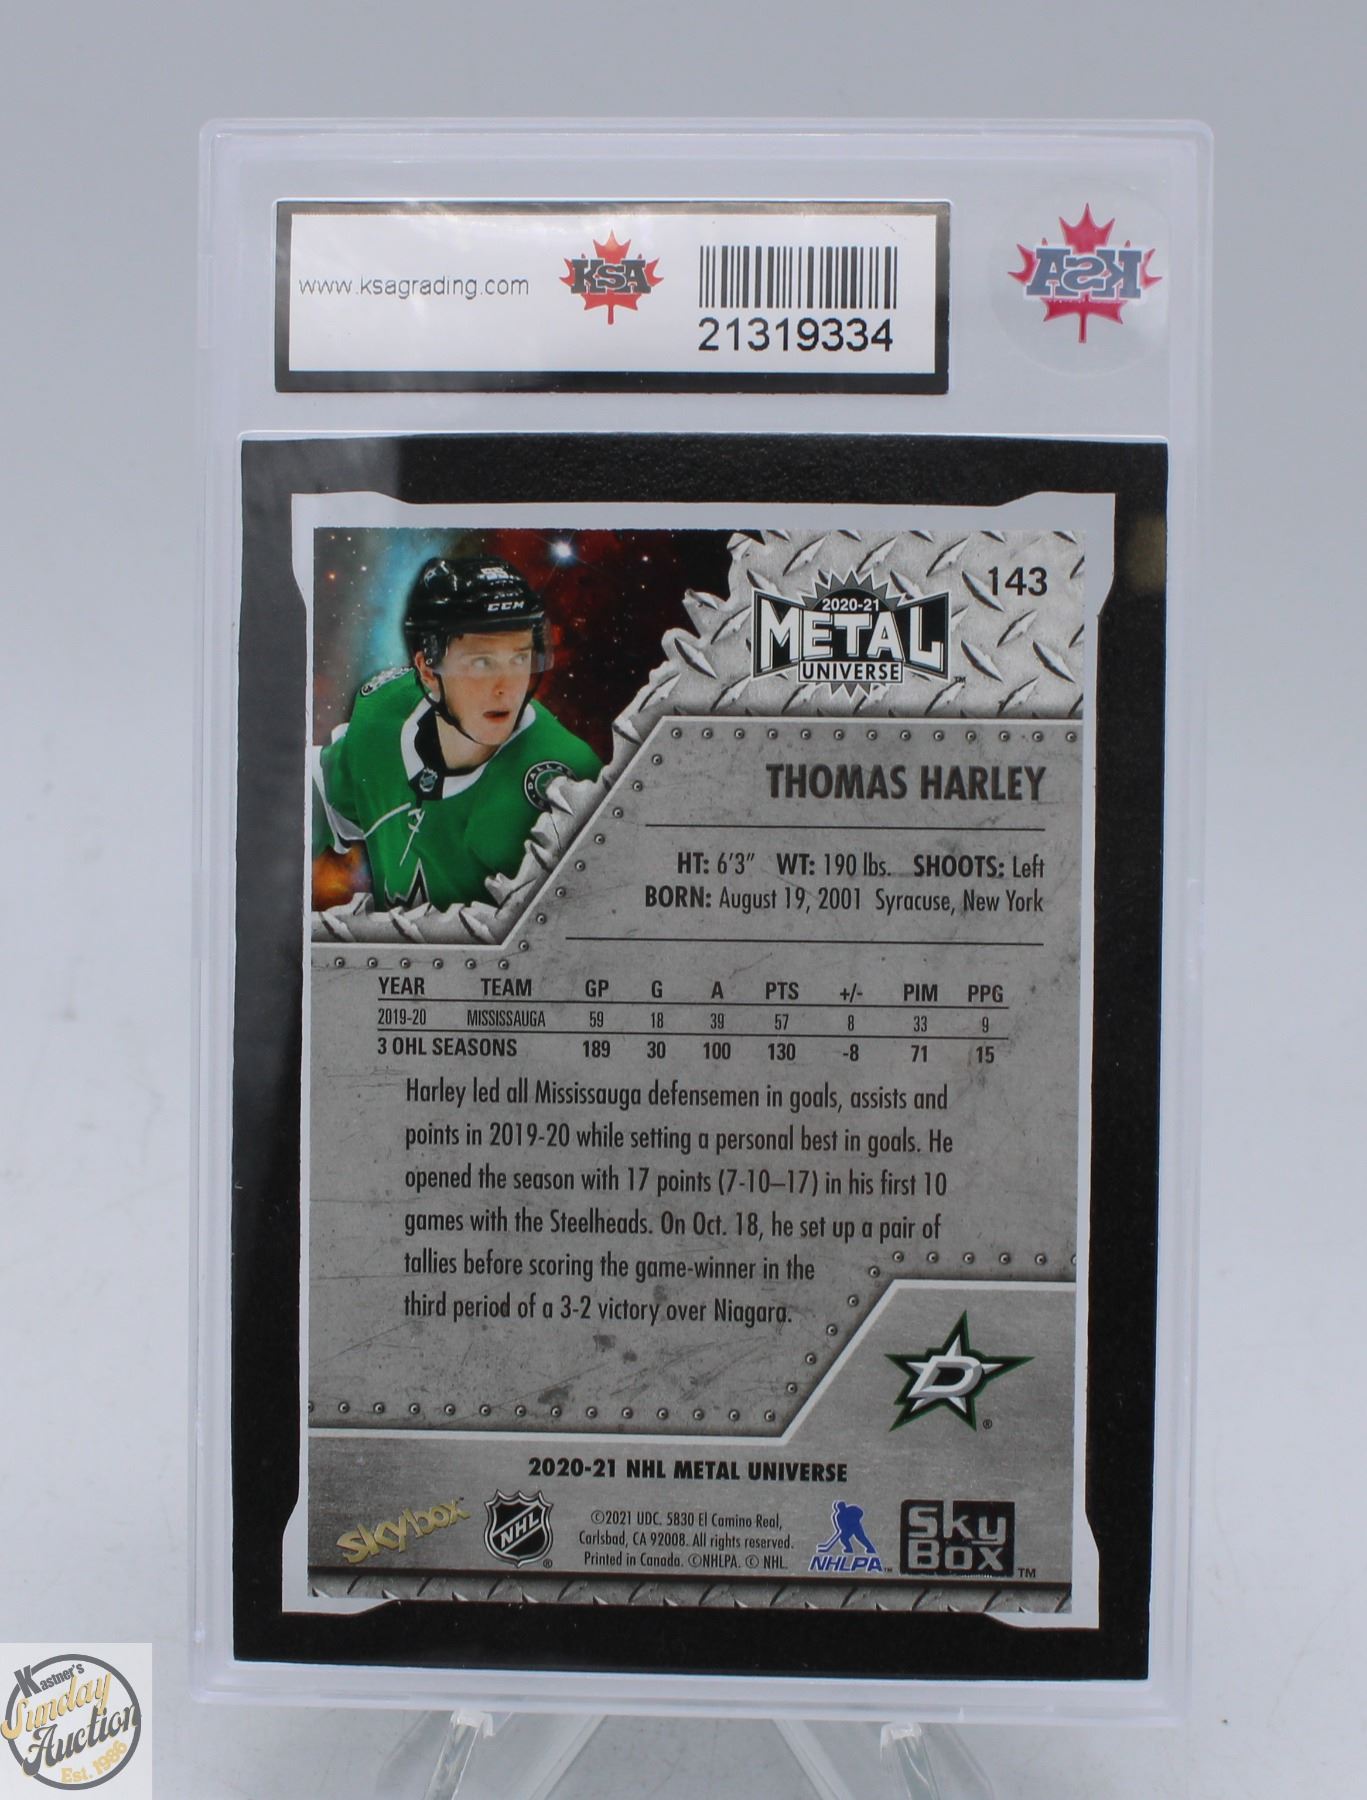 www.ksagrading.com
KSA
21319334
KSA
CCM
DALLAS
143
2020-21
METAL
UNIVERSE
TM
THOMAS HARLEY
HT: 6'3" WT: 190 lbs. SHOOTS: Left
BORN: August 19, 2001 Syracuse, New York
YEAR TEAM GP G A PTS +/- PIM PPG
2019-20 MISSISSAUGA 59 18 39 57 8 33 9
3 OHL SEASONS 189 30 100 130 -8 71 15
Harley led all Mississauga defensemen in goals, assists and
points in 2019-20 while setting a personal best in goals. He
opened the season with 17 points (7-10–17) in his first 10
games with the Steelheads. On Oct. 18, he set up a pair of
tallies before scoring the game-winner in the
third period of a 3-2 victory over Niagara.
D
®
2020-21 NHL METAL UNIVERSE
skybox
NHL
®
©2021 UDC. 5830 El Camino Real,
Carlsbad, CA 92008. All rights reserved.
Printed in Canada. ©NHLPA. © NHL.
NHLPA™
Sky
Box
TM
Kastner's
Sunday
Auction
Est. 1986